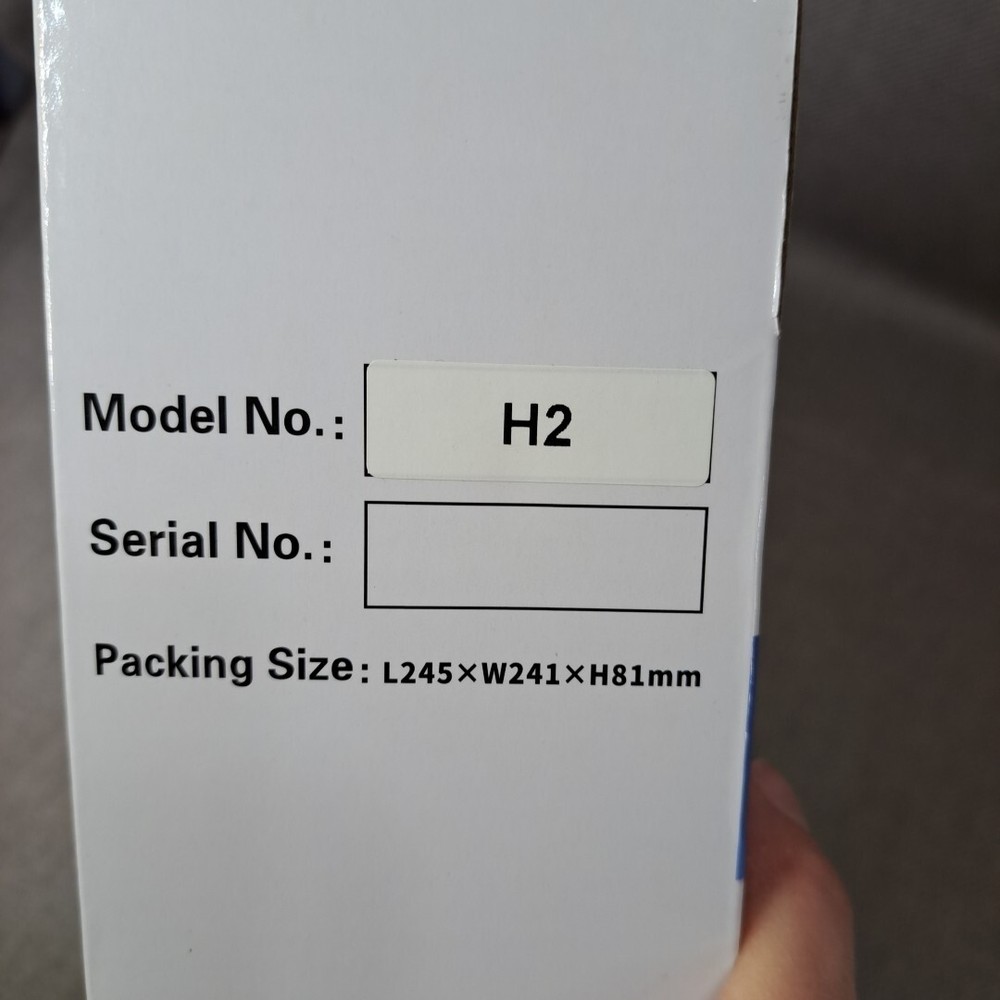 Model No.: H2
Serial No.:
Packing Size: L245×W241×H81mm